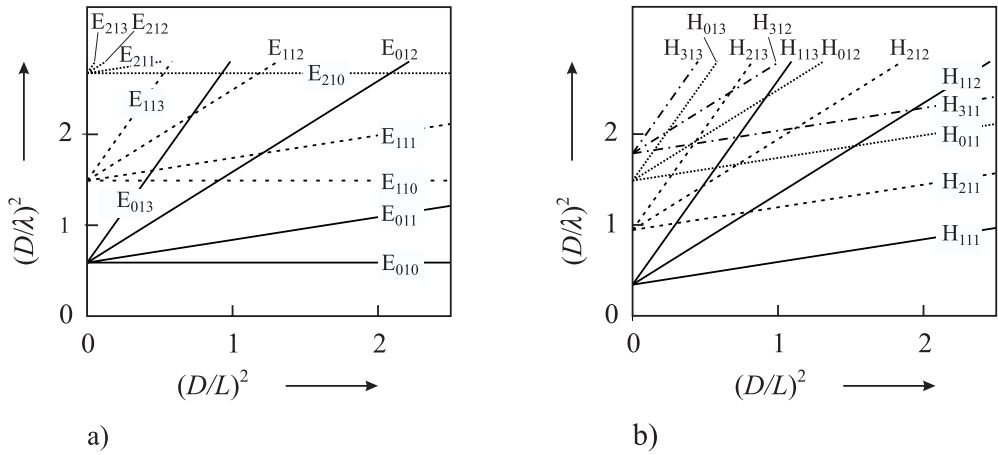 E213 E212
E211
E112
E012
E210
E113
2
E111
E110
E013
1
E011
E010
0
0 1 2
(D/λ)²
(D/L)²
a)
H013 H312
H313 H213 H113 H012 H212
H112
H311
2
H011
H211
1
H111
0
0 1 2
(D/λ)²
(D/L)²
b)